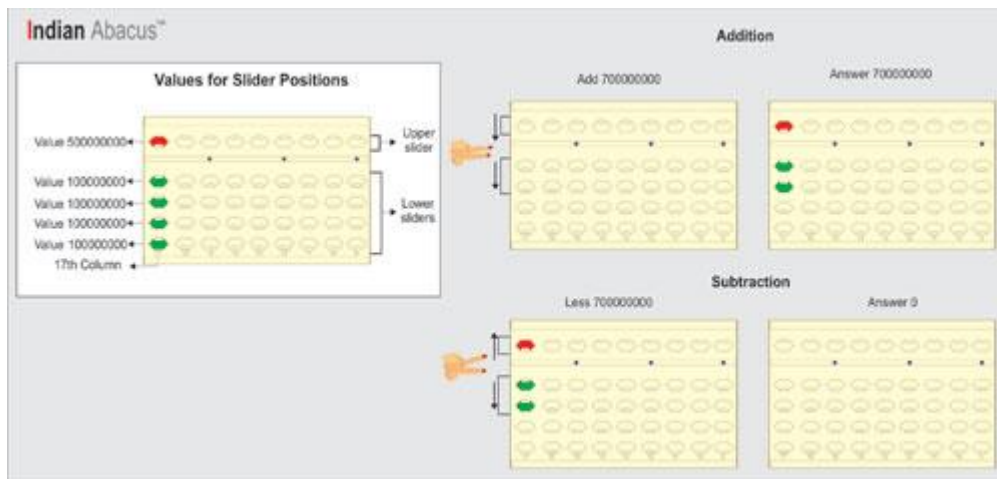 Indian Abacus™
Values for Slider Positions
Value 500000000
Upper slider
Value 100000000
Value 100000000
Value 100000000
Value 100000000
Lower sliders
17th Column
Addition
Add 700000000
Answer 700000000
Subtraction
Less 700000000
Answer 0